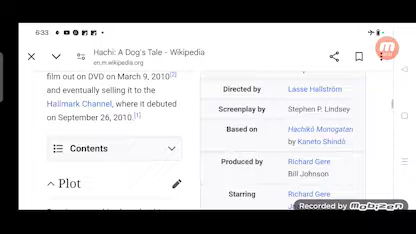 6:33
Hachi: A Dog's Tale - Wikipedia
en.m.wikipedia.org
film out on DVD on March 9, 2010[2]
and eventually selling it to the
Hallmark Channel, where it debuted
on September 26, 2010.[1]
Contents
Plot
Directed by Lasse Hallström
Screenplay by Stephen P. Lindsey
Based on Hachikō Monogatari
by Kaneto Shindō
Produced by Richard Gere
Bill Johnson
Starring Richard Gere
Recorded by Mobizen